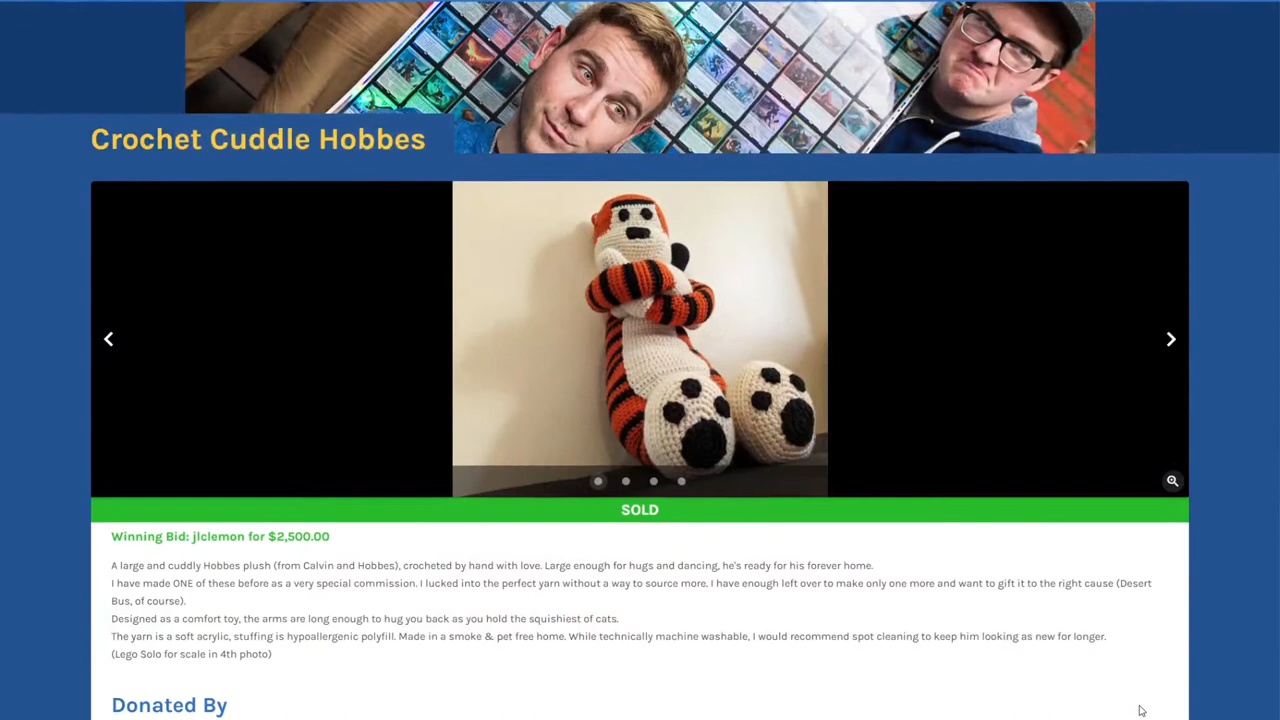 Crochet Cuddle Hobbes
SOLD
Winning Bid: jlclemon for $2,500.00
A large and cuddly Hobbes plush (from Calvin and Hobbes), crocheted by hand with love. Large enough for hugs and dancing, he's ready for his forever home.
I have made ONE of these before as a very special commission. I lucked into the perfect yarn without a way to source more. I have enough left over to make only one more and want to gift it to the right cause (Desert
Bus, of course).
Designed as a comfort toy, the arms are long enough to hug you back as you hold the squishiest of cats.
The yarn is a soft acrylic, stuffing is hypoallergenic polyfill. Made in a smoke & pet free home. While technically machine washable, I would recommend spot cleaning to keep him looking as new for longer.
(Lego Solo for scale in 4th photo)
Donated By